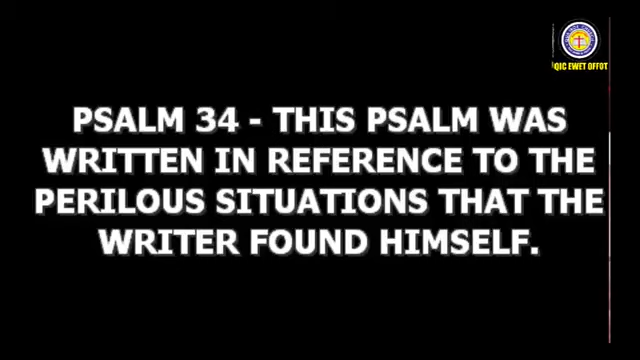 QIC EWET OFFOT
PSALM 34 - THIS PSALM WAS
WRITTEN IN REFERENCE TO THE
PERILOUS SITUATIONS THAT THE
WRITER FOUND HIMSELF.